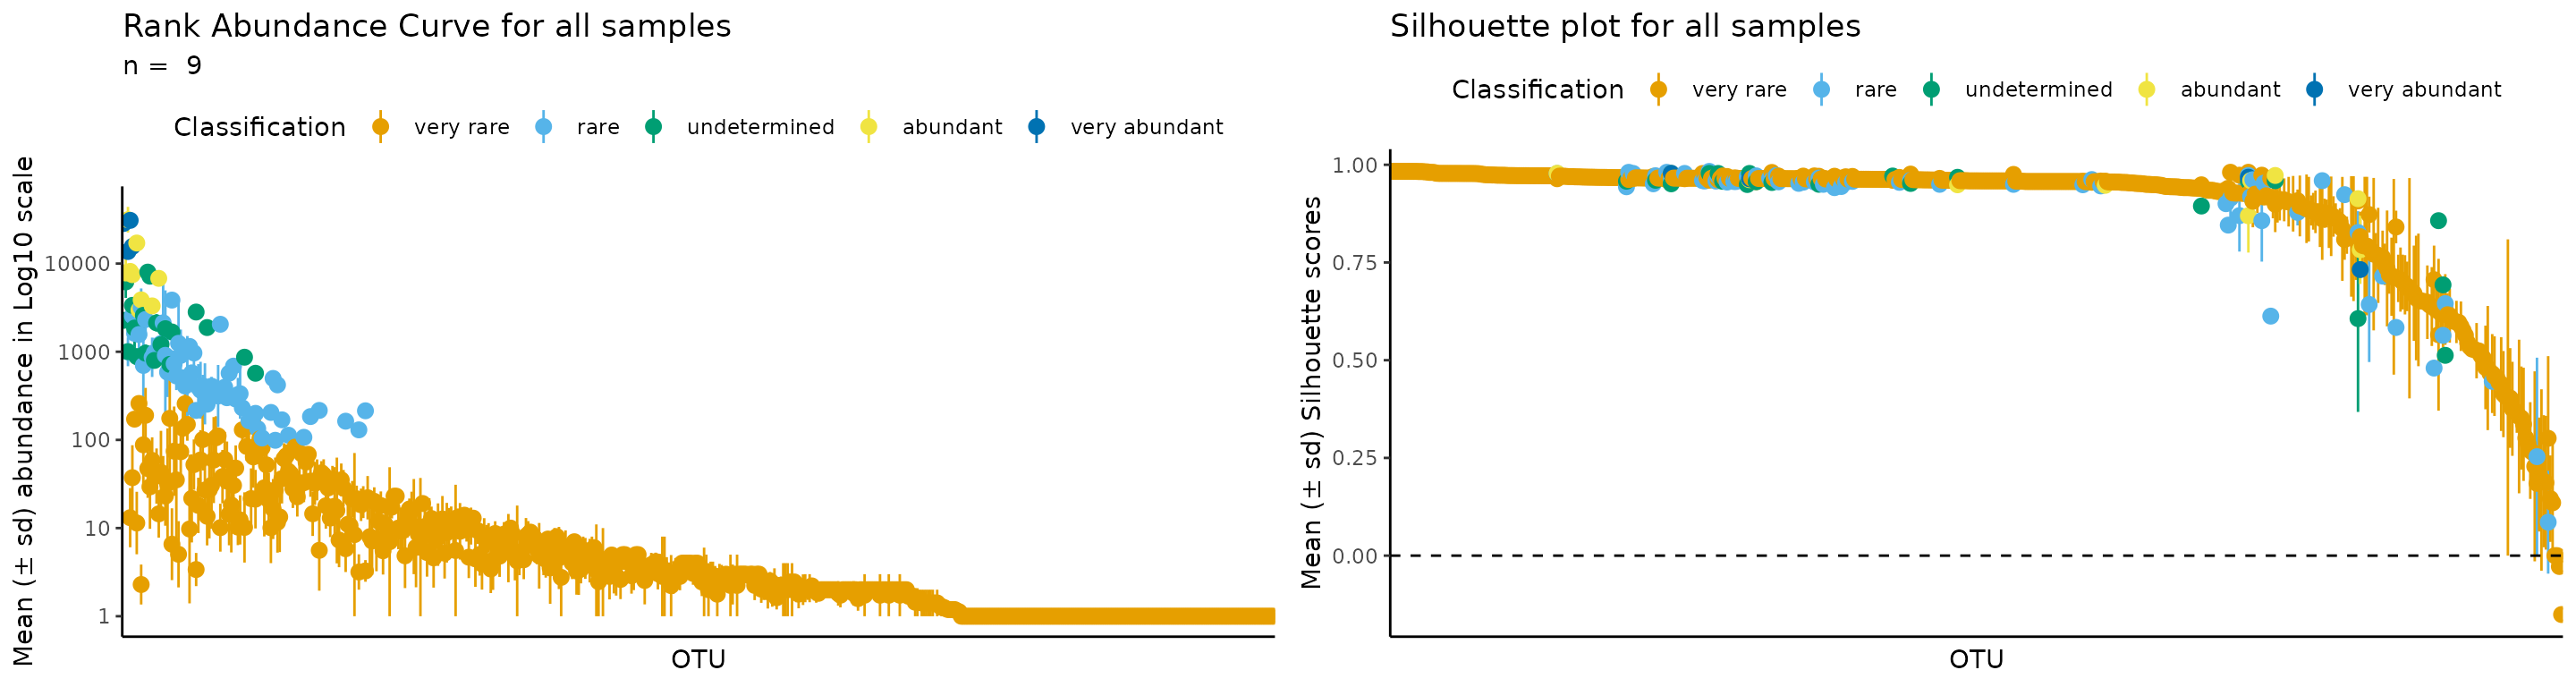 Rank Abundance Curve for all samples
n = 9
Classification very rare rare undetermined abundant very abundant
Mean (± sd) abundance in Log10 scale
10000
1000
100
10
1
OTU
Silhouette plot for all samples
Classification very rare rare undetermined abundant very abundant
Mean (± sd) Silhouette scores
1.00
0.75
0.50
0.25
0.00
OTU